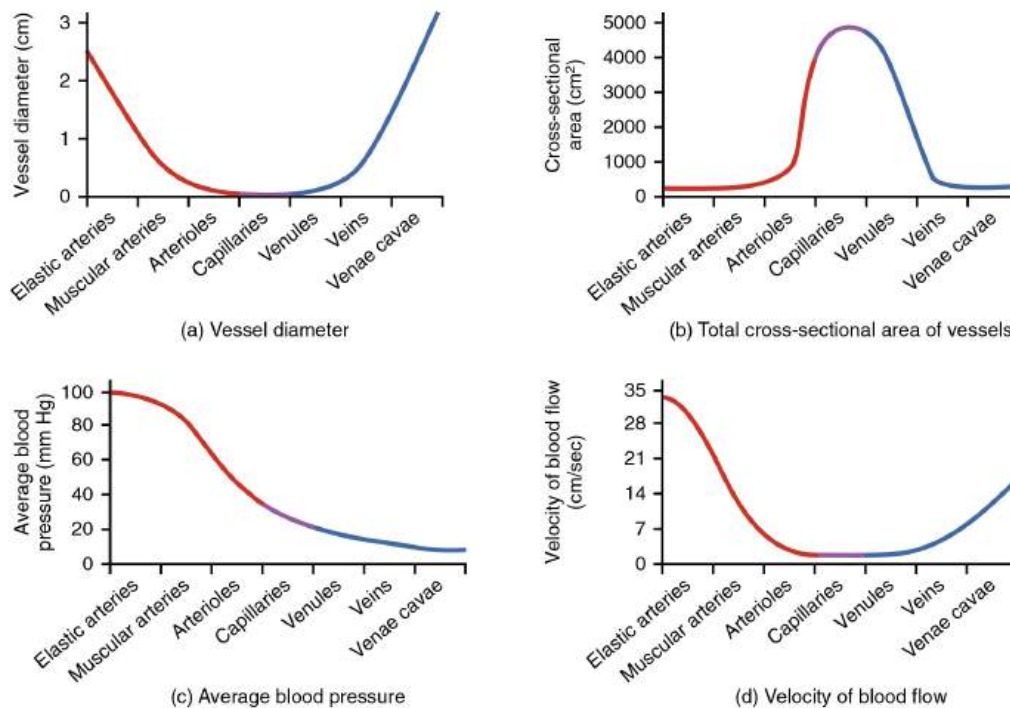 Vessel diameter (cm)
3
2
1
0
Elastic arteries
Muscular arteries
Arterioles
Capillaries
Venules
Veins
Venae cavae
(a) Vessel diameter
Cross-sectional
area (cm²)
5000
4000
3000
2000
1000
0
Elastic arteries
Muscular arteries
Arterioles
Capillaries
Venules
Veins
Venae cavae
(b) Total cross-sectional area of vessels
Average blood
pressure (mm Hg)
100
80
60
40
20
0
Elastic arteries
Muscular arteries
Arterioles
Capillaries
Venules
Veins
Venae cavae
(c) Average blood pressure
Velocity of blood flow
(cm/sec)
35
28
21
14
7
0
Elastic arteries
Muscular arteries
Arterioles
Capillaries
Venules
Veins
Venae cavae
(d) Velocity of blood flow